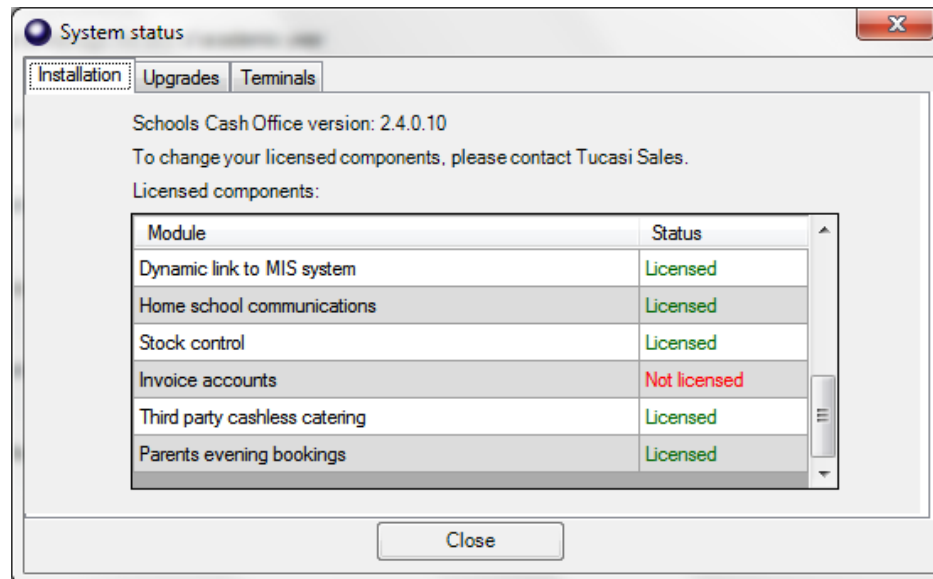 System status
Installation Upgrades Terminals
Schools Cash Office version: 2.4.0.10
To change your licensed components, please contact Tucasi Sales.
Licensed components:
Module Status
Dynamic link to MIS system Licensed
Home school communications Licensed
Stock control Licensed
Invoice accounts Not licensed
Third party cashless catering Licensed
Parents evening bookings Licensed
Close